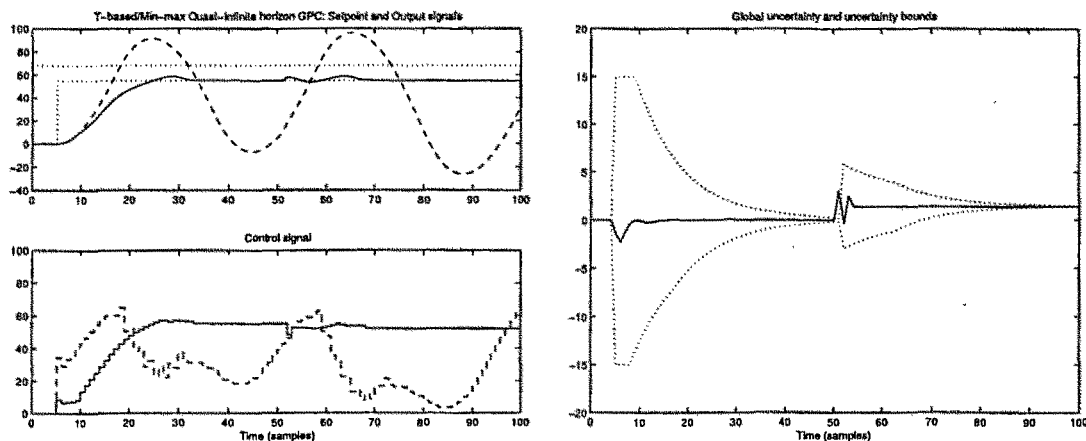 T-based/Min-max Quasi-infinite horizon GPC: Setpoint and Output signals
100
80
60
40
20
0
-20
-40
0 10 20 30 40 50 60 70 80 90 100
Control signal
100
80
60
40
20
0
0 10 20 30 40 50 60 70 80 90 100
Time (samples)
Global uncertainty and uncertainty bounds
20
15
10
5
0
-5
-10
-15
-20
0 10 20 30 40 50 60 70 80 90 100
Time (samples)